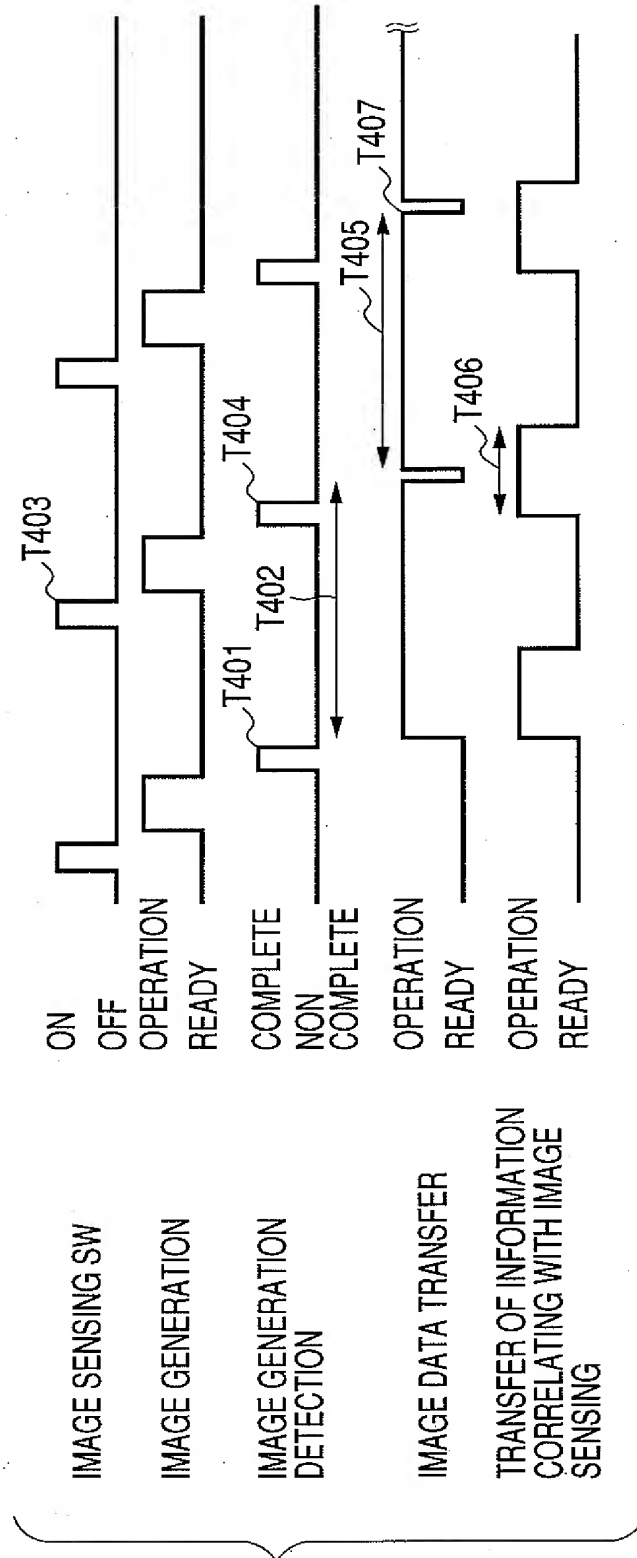 IMAGE SENSING SW
ON
OFF
T403
IMAGE GENERATION
OPERATION
READY
IMAGE GENERATION
DETECTION
COMPLETE
NON
COMPLETE
T401
T402
T404
IMAGE DATA TRANSFER
OPERATION
READY
T405
T407
TRANSFER OF INFORMATION
CORRELATING WITH IMAGE
SENSING
OPERATION
READY
T406